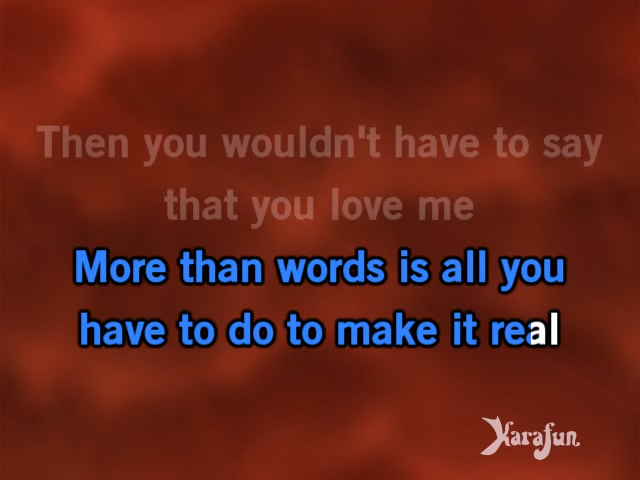 Then you wouldn't have to say
that you love me
More than words is all you
have to do to make it real
Karafun